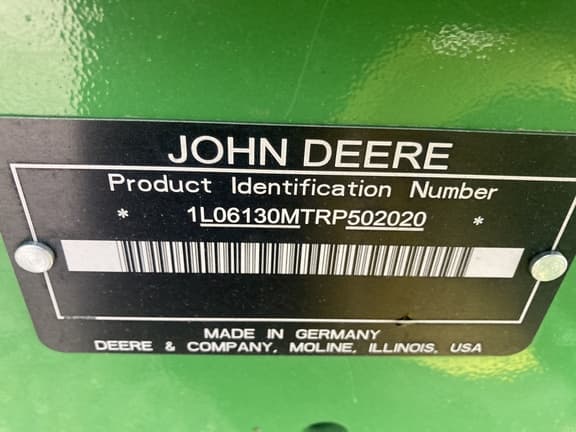 JOHN DEERE
Product Identification Number
* 1L06130MTRP502020 *
MADE IN GERMANY
DEERE & COMPANY, MOLINE, ILLINOIS, USA